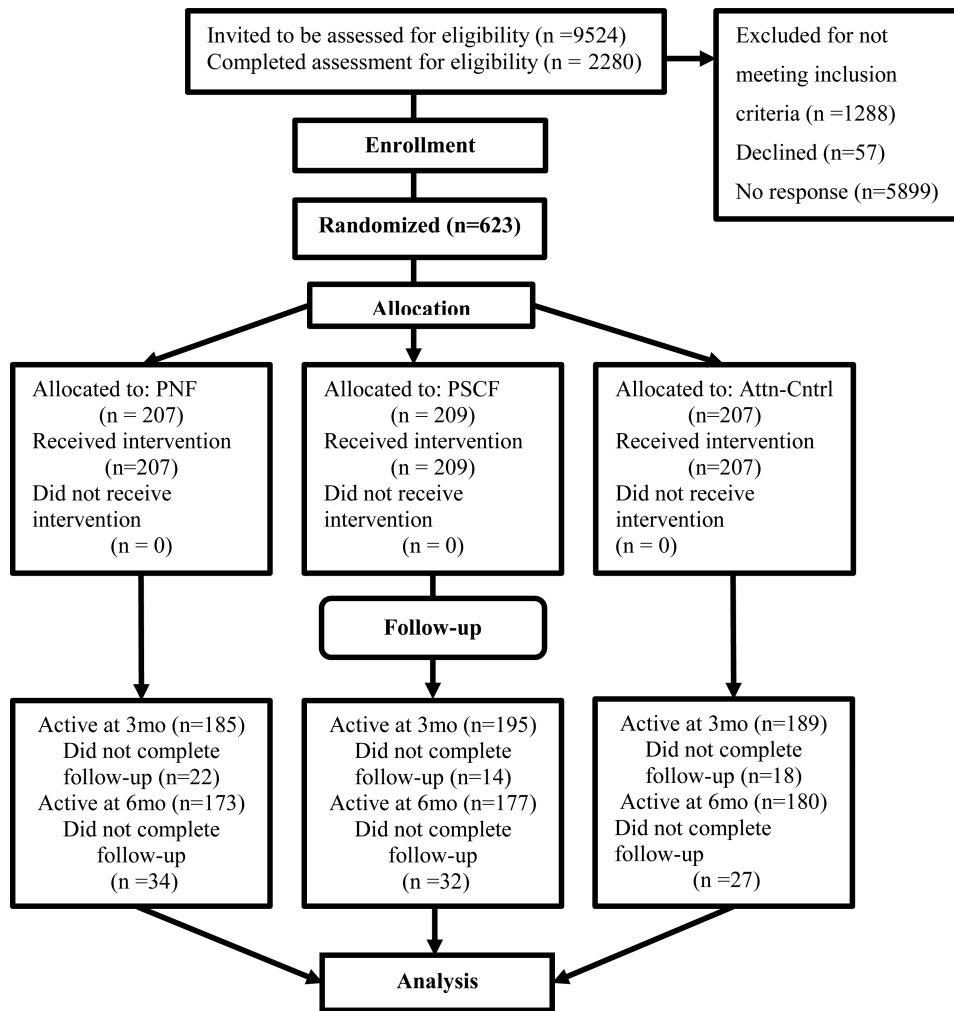 Invited to be assessed for eligibility (n =9524)
Completed assessment for eligibility (n = 2280)
Excluded for not
meeting inclusion
criteria (n =1288)
Declined (n=57)
No response (n=5899)
Enrollment
Randomized (n=623)
Allocation
Allocated to: PNF
(n = 207)
Received intervention
(n=207)
Did not receive
intervention
(n = 0)
Allocated to: PSCF
(n = 209)
Received intervention
(n = 209)
Did not receive
intervention
(n = 0)
Allocated to: Attn-Cntrl
(n=207)
Received intervention
(n=207)
Did not receive
intervention
(n = 0)
Follow-up
Active at 3mo (n=185)
Did not complete
follow-up (n=22)
Active at 6mo (n=173)
Did not complete
follow-up
(n =34)
Active at 3mo (n=195)
Did not complete
follow-up (n=14)
Active at 6mo (n=177)
Did not complete
follow-up
(n =32)
Active at 3mo (n=189)
Did not complete
follow-up (n=18)
Active at 6mo (n=180)
Did not complete
follow-up
(n =27)
Analysis